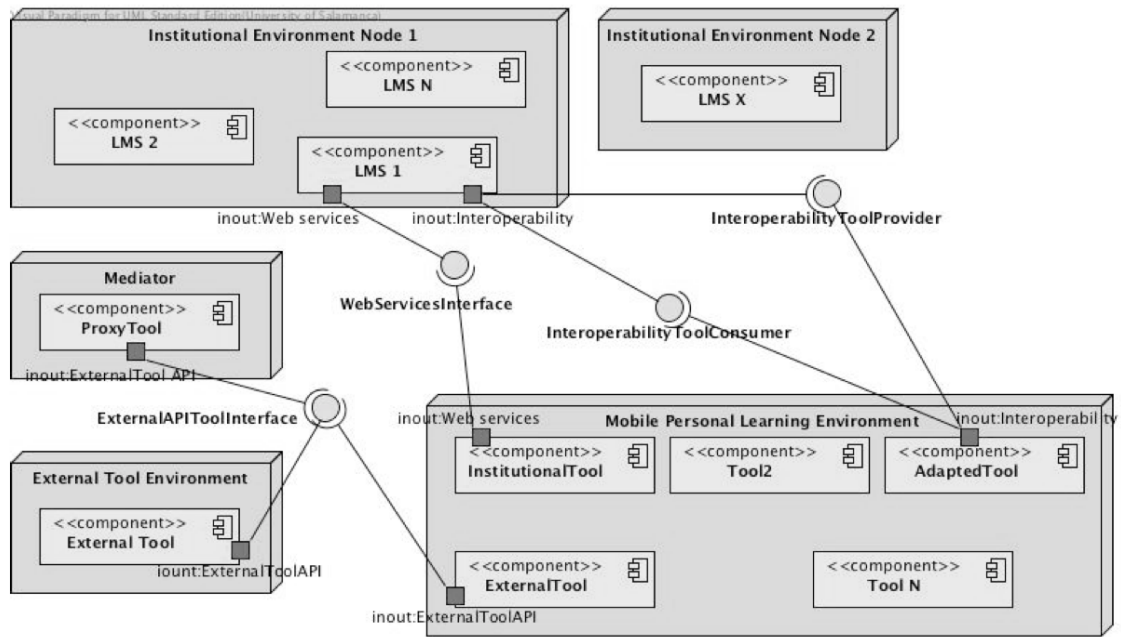 Visual Paradigm for UML Standard Edition(University of Salamanca)
Institutional Environment Node 1
<<component>>
LMS N
<<component>>
LMS 2
<<component>>
LMS 1
inout:Web services
inout:Interoperability
Institutional Environment Node 2
<<component>>
LMS X
InteroperabilityToolProvider
WebServicesInterface
InteroperabilityToolConsumer
Mediator
<<component>>
ProxyTool
inout:ExternalTool API
ExternalAPIToolInterface
External Tool Environment
<<component>>
External Tool
iount:ExternalToolAPI
Mobile Personal Learning Environment
inout:Web services
inout:Interoperability
<<component>>
InstitutionalTool
<<component>>
Tool2
<<component>>
AdaptedTool
<<component>>
ExternalTool
inout:ExternalToolAPI
<<component>>
Tool N